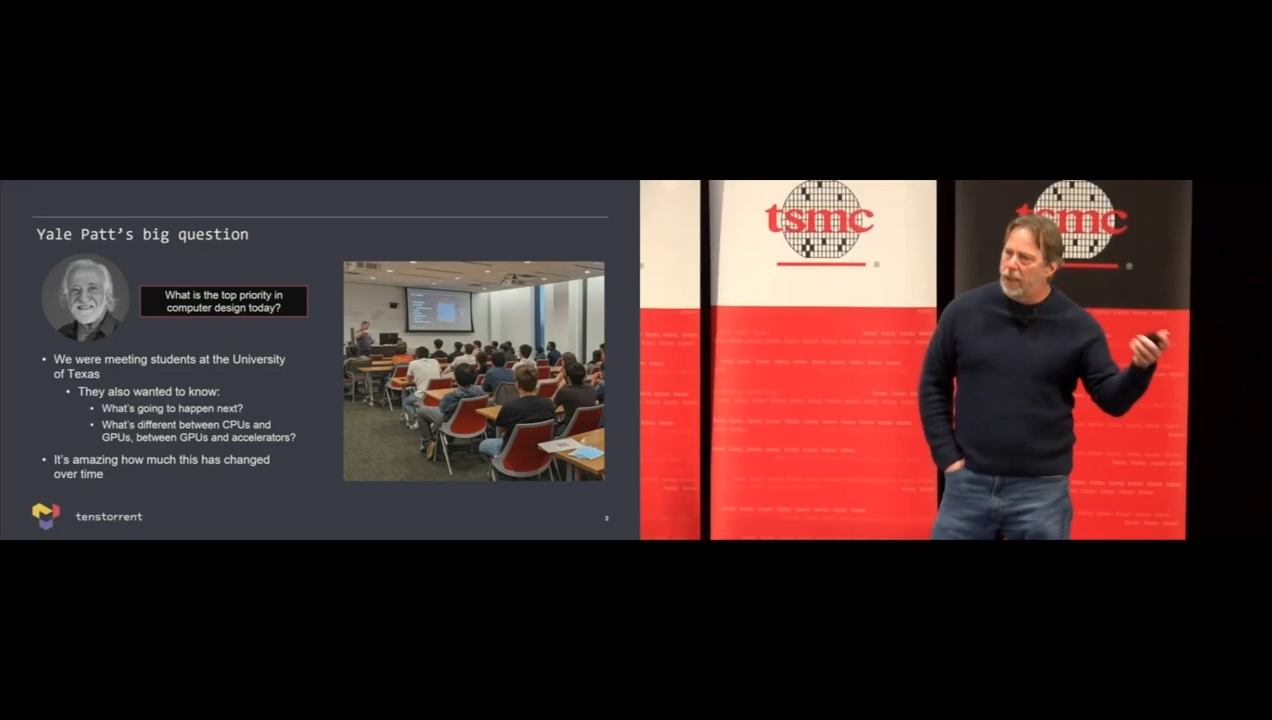 Yale Patt's big question
What is the top priority in
computer design today?
• We were meeting students at the University
of Texas
• They also wanted to know:
• What's going to happen next?
• What's different between CPUs and
GPUs, between GPUs and accelerators?
• It's amazing how much this has changed
over time
tenstorrent
2
tsmc
®
tsmc
®